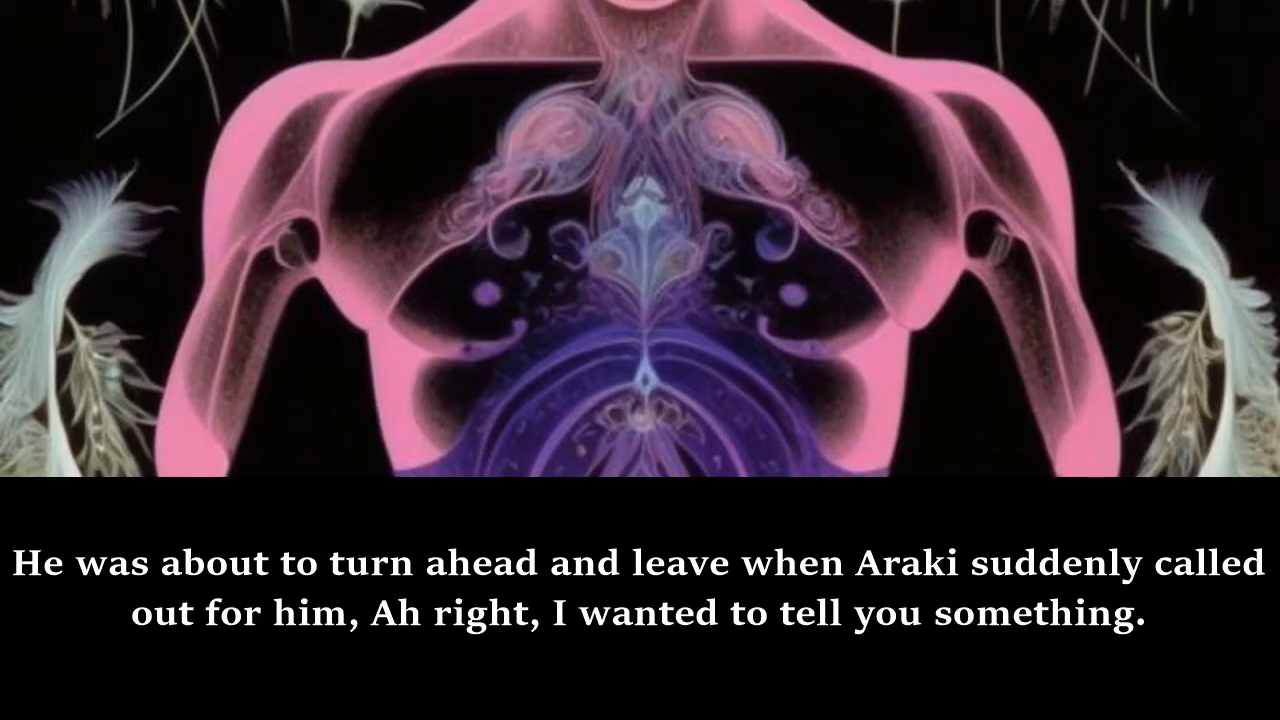 He was about to turn ahead and leave when Araki suddenly called
out for him, Ah right, I wanted to tell you something.